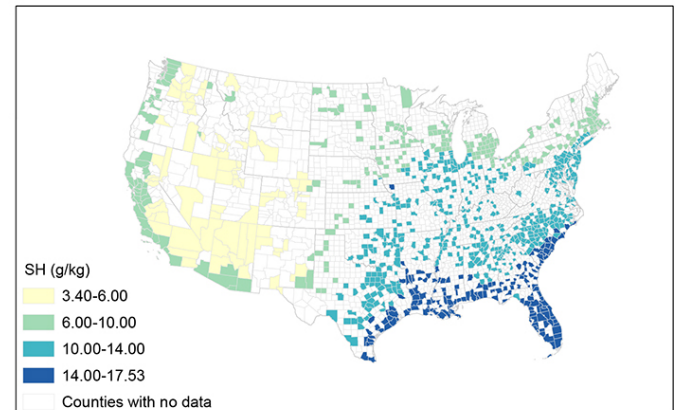 SH (g/kg)
3.40-6.00
6.00-10.00
10.00-14.00
14.00-17.53
Counties with no data